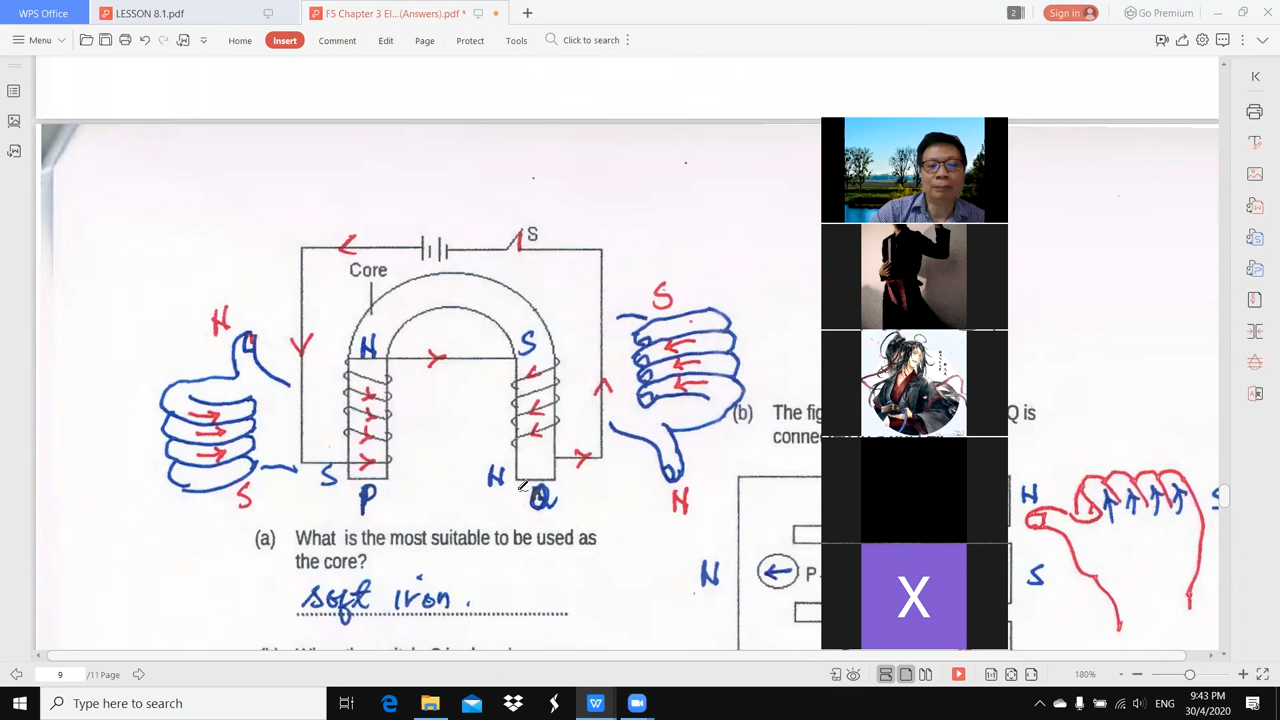 WPS Office
LESSON 8.1.pdf
F5 Chapter 3 El...(Answers).pdf *
2
Sign in
Go Premium
Menu
Home
Insert
Comment
Edit
Page
Protect
Tools
Click to search
S
Core
N
S
N
S
S
P
N
Q
S
N
(a) What is the most suitable to be used as
the core?
soft iron.
(b) The fig
Q is
N
P
N
S
X
9
/11 Page
180%
Type here to search
ENG
9:43 PM
30/4/2020